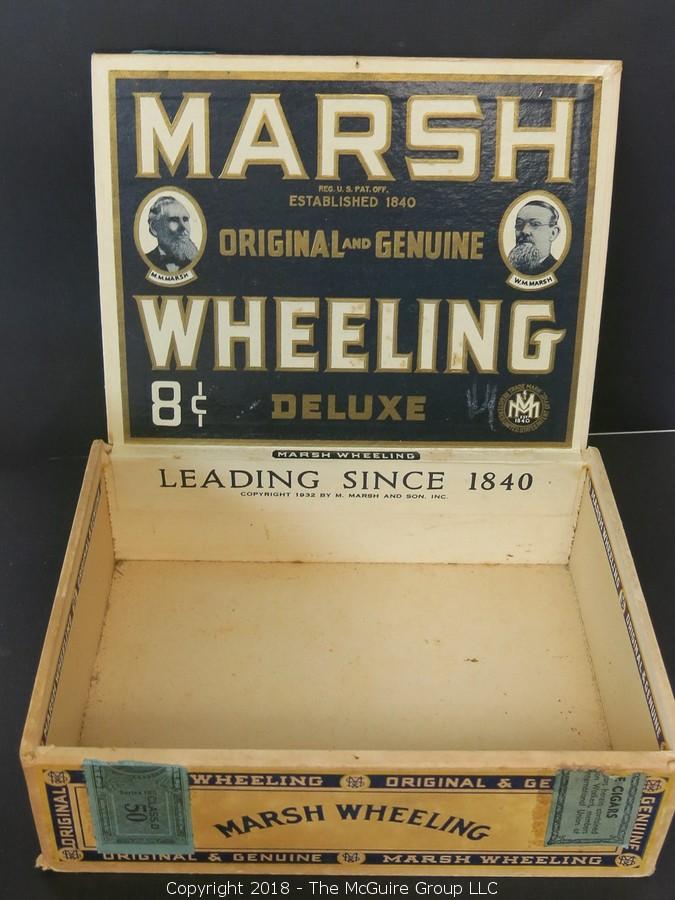 MARSH
REG. U.S. PAT. OFF.
ESTABLISHED 1840
ORIGINAL AND GENUINE
M. MARSH
W. M. MARSH
WHEELING
8¢
DELUXE
M M
1840
MARSH WHEELING
LEADING SINCE 1840
COPYRIGHT 1932 BY M. MARSH AND SON, INC.
WHEELING ORIGINAL & GE
ORIGINAL
CLASS D
50
MARSH WHEELING
E CIGARS
GENUINE
ORIGINAL & GENUINE MARSH WHEELING
Copyright 2018 - The McGuire Group LLC